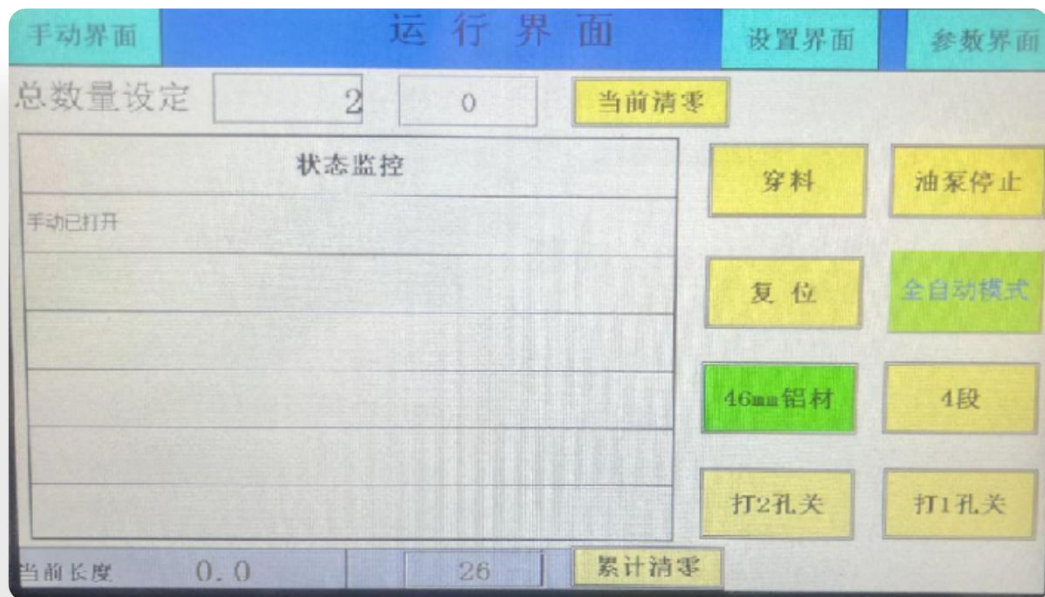 手动界面 运行界面 设置界面 参数界面
总数量设定 2 0 当前清零
状态监控
穿料 油泵停止
手动已打开
复位 全自动模式
46mm铝材 4段
打2孔关 打1孔关
当前长度 0.0 26 累计清零